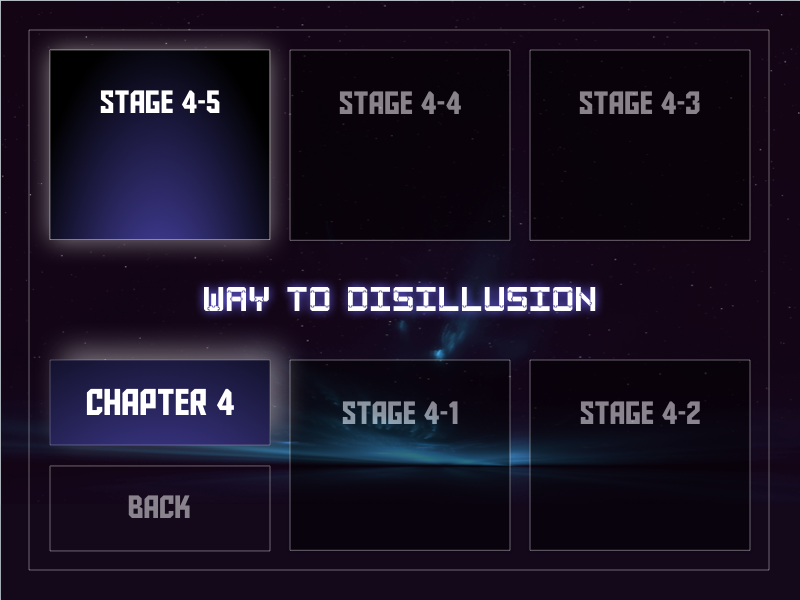 STAGE 4-5
STAGE 4-4
STAGE 4-3
WAY TO DISILLUSION
CHAPTER 4
STAGE 4-1
STAGE 4-2
BACK